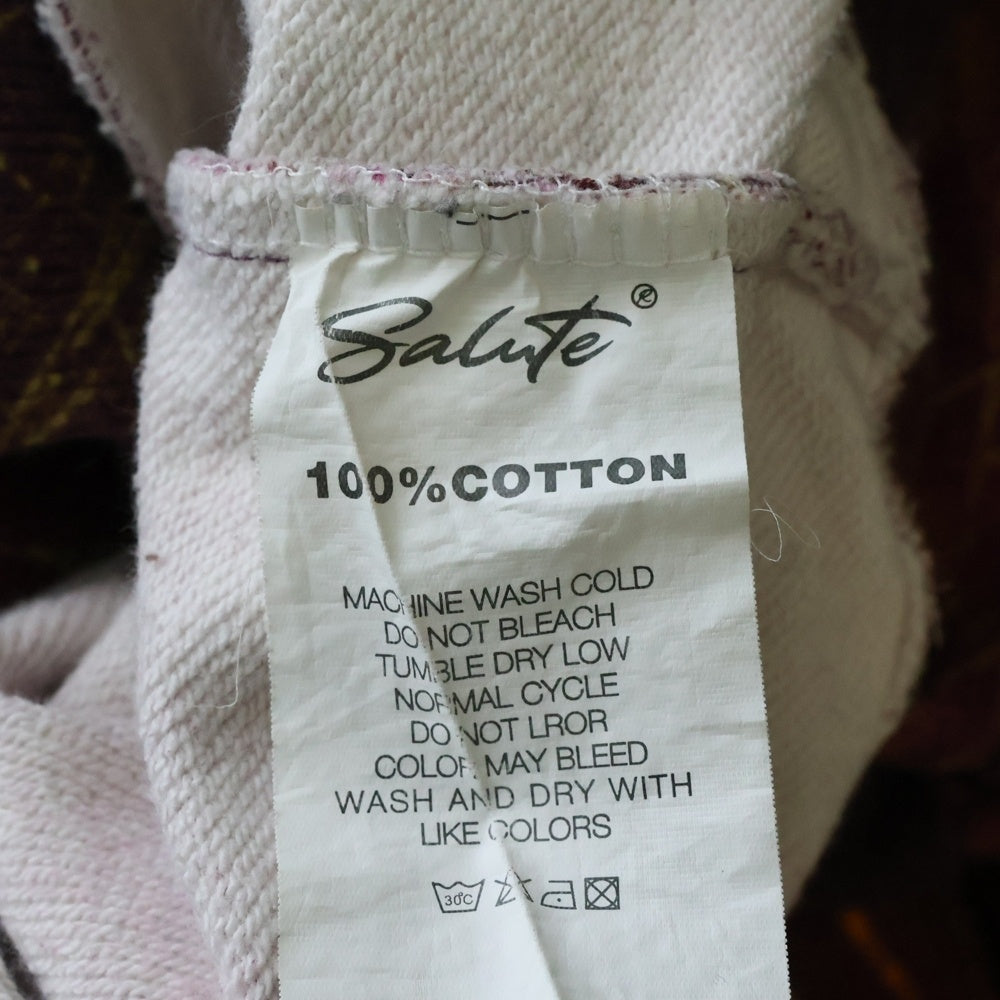 Salute®
100%COTTON
MACHINE WASH COLD
DO NOT BLEACH
TUMBLE DRY LOW
NORMAL CYCLE
DO NOT LROR
COLOR MAY BLEED
WASH AND DRY WITH
LIKE COLORS
30°C